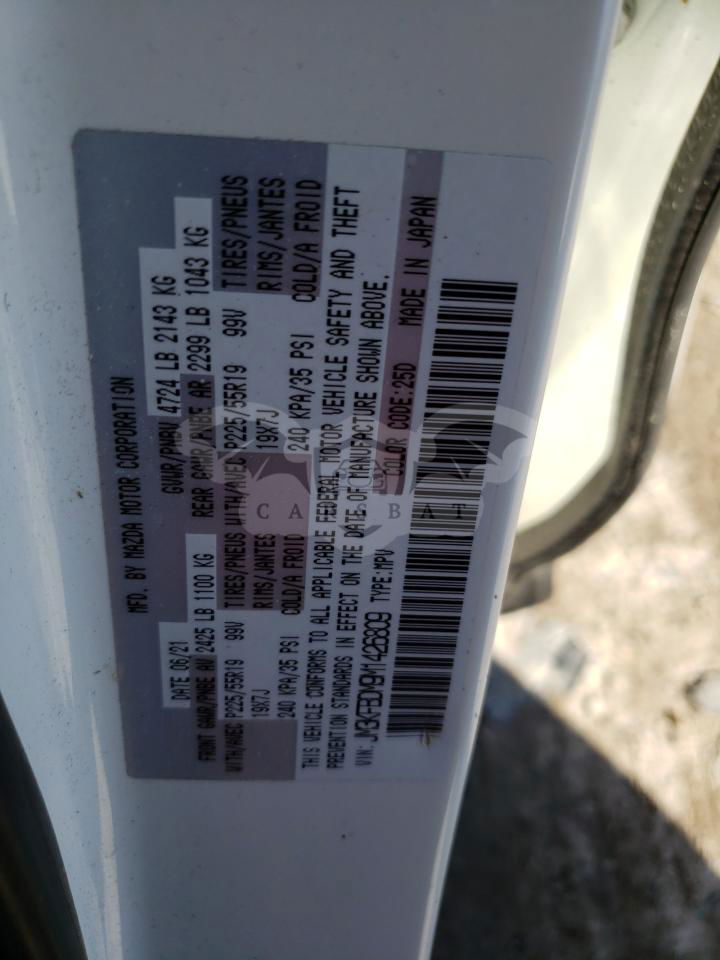 MFD. BY MAZDA MOTOR CORPORATION
DATE 06/21 GVWR/PNBV 4724 LB 2143 KG
FRONT GAWR/PNBE AV 2425 LB 1100 KG REAR GAWR/PNBE AR 2299 LB 1043 KG
WITH/AVEC P225/55R19 99V TIRES/PNEUS WITH/AVEC P225/55R19 99V TIRES/PNEUS
19X7J RIMS/JANTES 19X7J RIMS/JANTES
240 KPA/35 PSI COLD/A FROID 240 KPA/35 PSI COLD/A FROID
THIS VEHICLE CONFORMS TO ALL APPLICABLE FEDERAL MOTOR VEHICLE SAFETY AND THEFT
PREVENTION STANDARDS IN EFFECT ON THE DATE OF MANUFACTURE SHOWN ABOVE.
VIN: JM3KFBDM9M1426809 TYPE:MPV COLOR CODE:25D MADE IN JAPAN